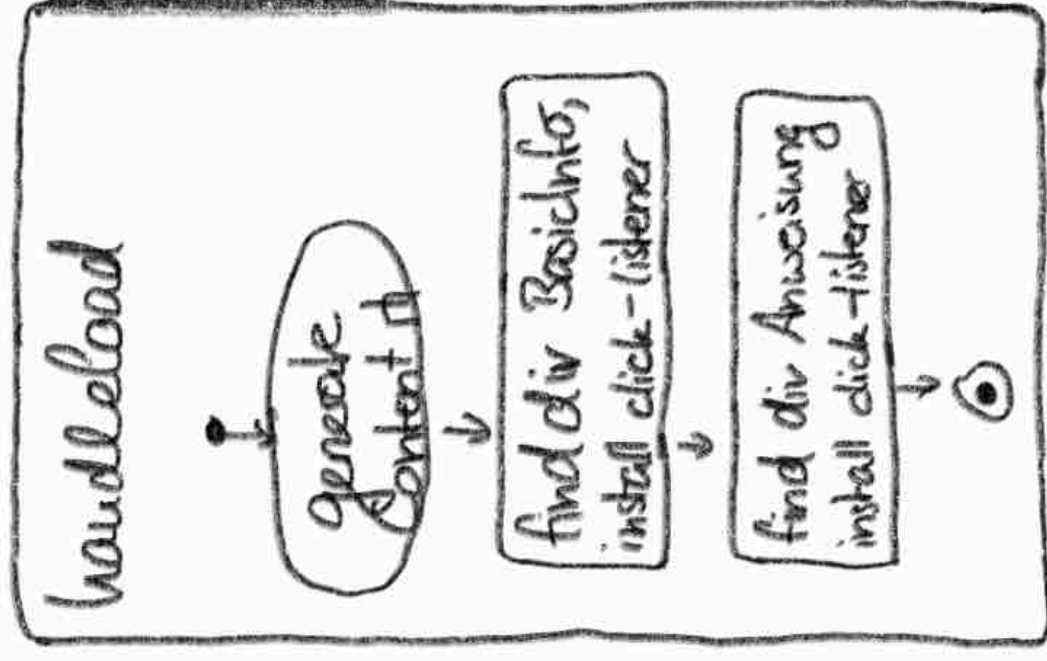 handleload
generate
Content
find div BasicInfo,
install click-listener
find div Anweisung
install click-listener